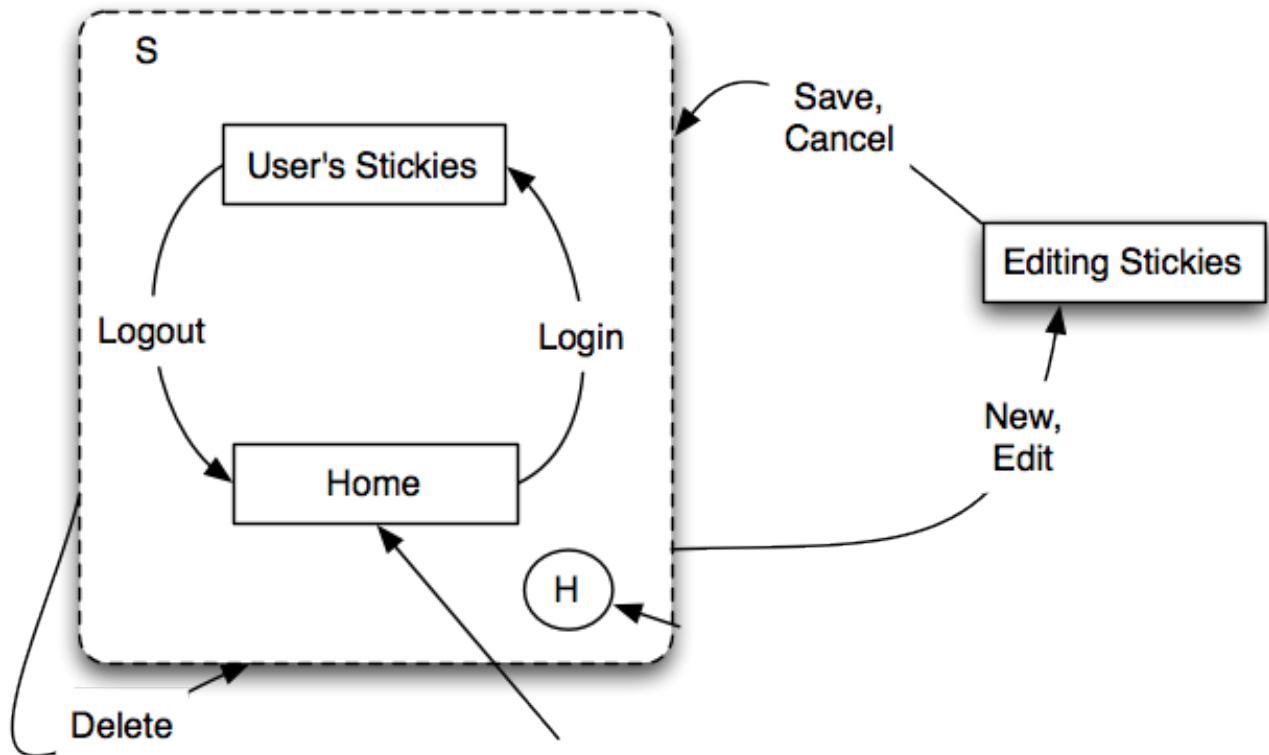 S
User's Stickies
Save,
Cancel
Editing Stickies
Logout
Login
New,
Edit
Home
H
Delete